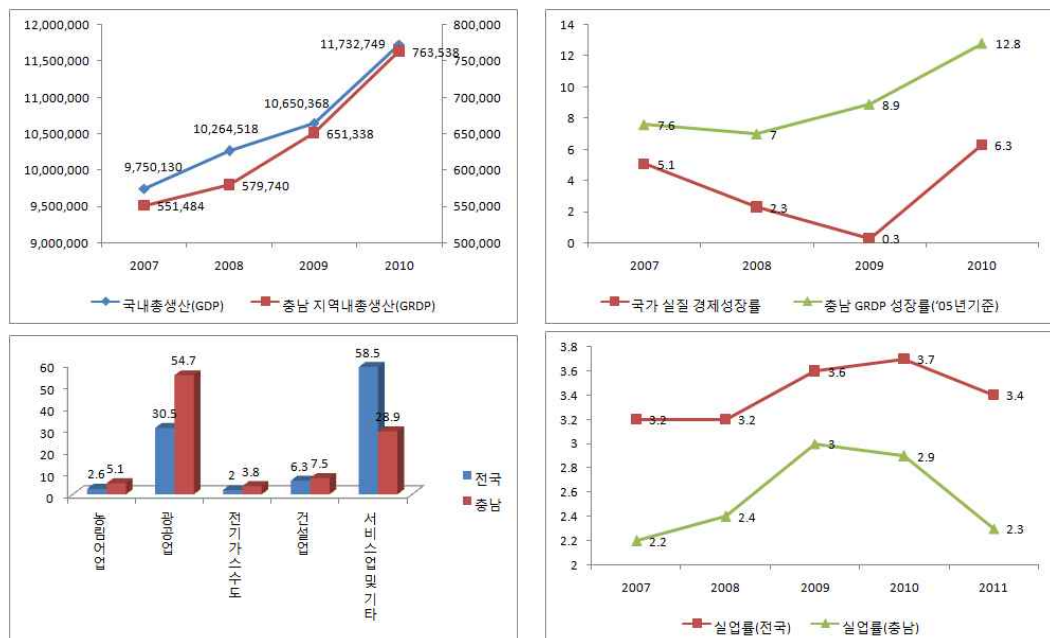 12,000,000
11,500,000
11,000,000
10,500,000
10,000,000
9,500,000
9,000,000
800,000
750,000
700,000
650,000
600,000
550,000
500,000
9,750,130
10,264,518
10,650,368
11,732,749
551,484
579,740
651,338
763,538
2007 2008 2009 2010
국내총생산(GDP) 충남 지역내총생산(GRDP)
14
12
10
8
6
4
2
0
7.6 7 8.9 12.8
5.1 2.3 0.3 6.3
2007 2008 2009 2010
국가 실질 경제성장률 충남 GRDP 성장률('05년기준)
60
50
40
30
20
10
0
2.6 5.1 30.5 54.7 2 3.8 6.3 7.5 58.5 28.9
농림어업
광공업
전기가스수도
건설업
서비스업및기타
전국
충남
3.8
3.6
3.4
3.2
3
2.8
2.6
2.4
2.2
2
3.2 3.2 3.6 3.7 3.4
2.2 2.4 3 2.9 2.3
2007 2008 2009 2010 2011
실업률(전국) 실업률(충남)